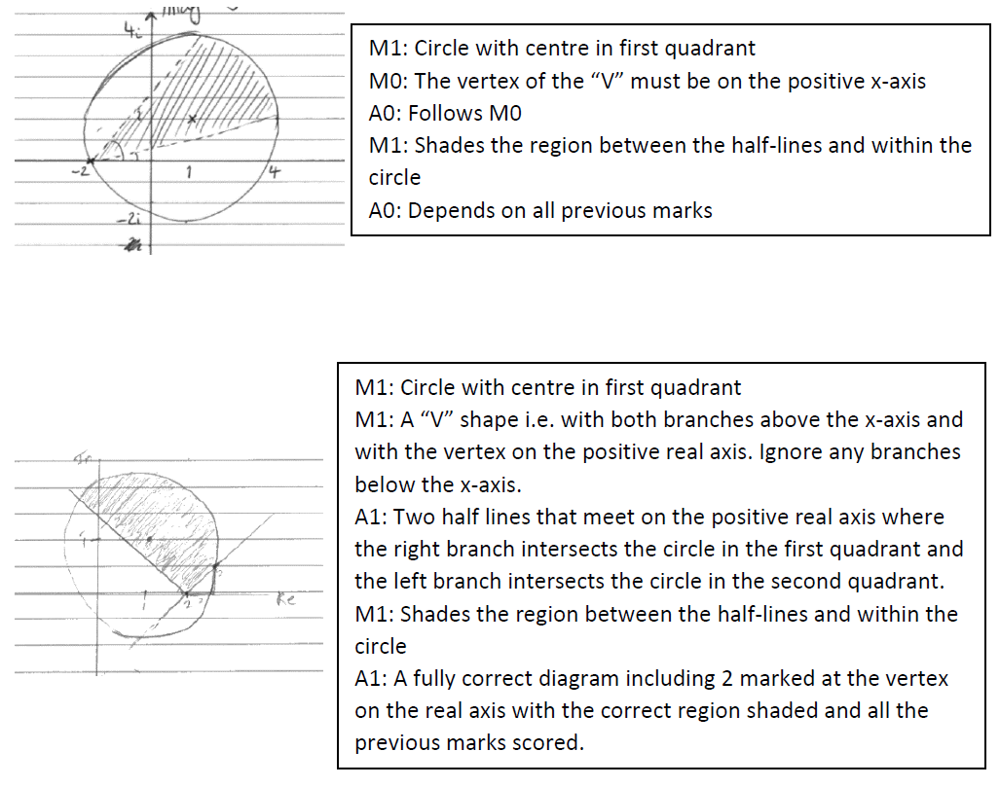 Imag
4i
i
-2
1
4
-2i
M1: Circle with centre in first quadrant
M0: The vertex of the “V” must be on the positive x-axis
A0: Follows M0
M1: Shades the region between the half-lines and within the
circle
A0: Depends on all previous marks
Im
i
1
2
Re
M1: Circle with centre in first quadrant
M1: A “V” shape i.e. with both branches above the x-axis and
with the vertex on the positive real axis. Ignore any branches
below the x-axis.
A1: Two half lines that meet on the positive real axis where
the right branch intersects the circle in the first quadrant and
the left branch intersects the circle in the second quadrant.
M1: Shades the region between the half-lines and within the
circle
A1: A fully correct diagram including 2 marked at the vertex
on the real axis with the correct region shaded and all the
previous marks scored.